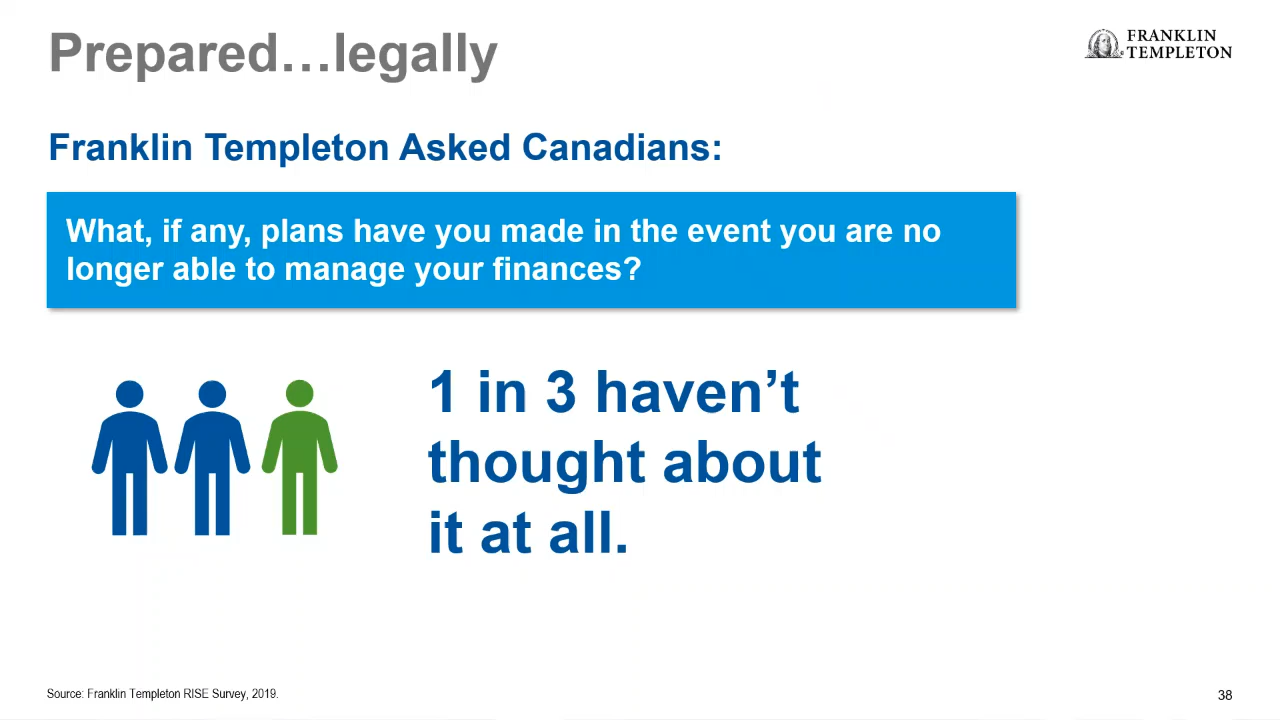 Prepared…legally
FRANKLIN
TEMPLETON
Franklin Templeton Asked Canadians:
What, if any, plans have you made in the event you are no
longer able to manage your finances?
1 in 3 haven’t
thought about
it at all.
Source: Franklin Templeton RISE Survey, 2019.
38